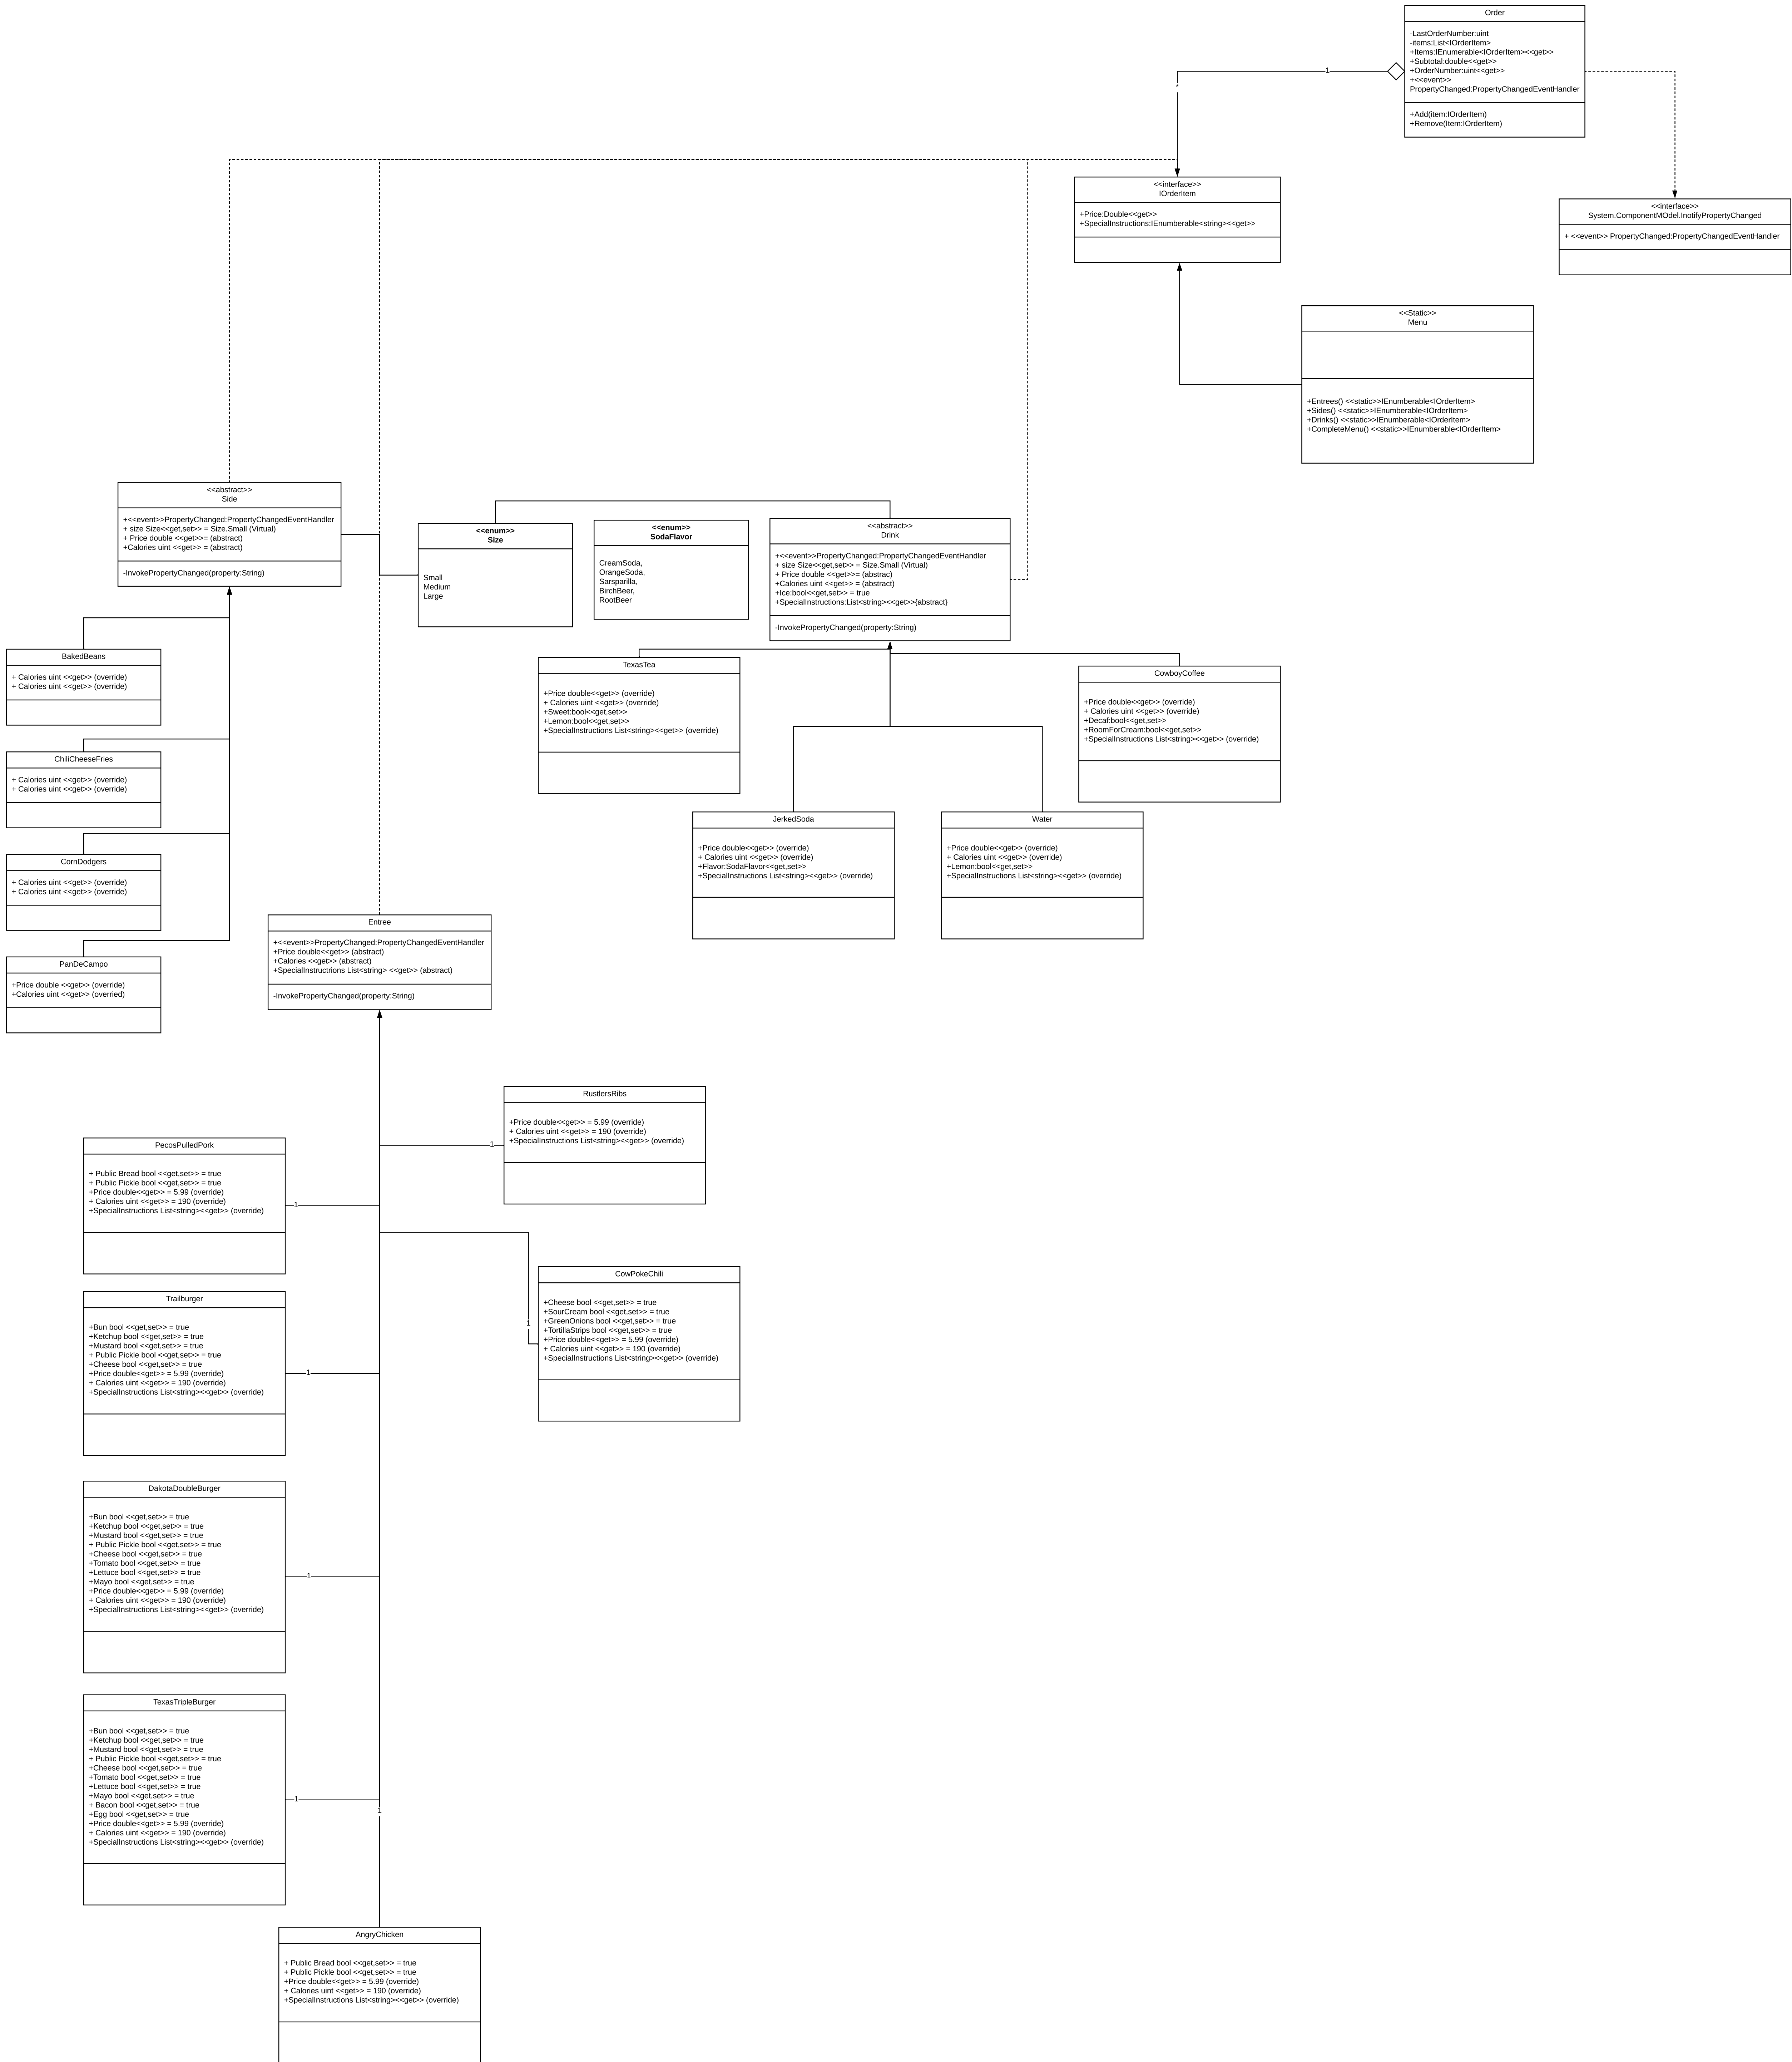 Order
-LastOrderNumber:uint
-items:List<IOrderItem>
+Items:IEnumerable<IOrderItem><<get>>
+Subtotal:double<<get>>
+OrderNumber:uint<<get>>
+<<event>>
PropertyChanged:PropertyChangedEventHandler
+Add(item:IOrderItem)
+Remove(Item:IOrderItem)
1
*
<<interface>>
IOrderItem
+Price:Double<<get>>
+SpecialInstructions:IEnumberable<string><<get>>
<<interface>>
System.ComponentMOdel.InotifyPropertyChanged
+ <<event>> PropertyChanged:PropertyChangedEventHandler
<<Static>>
Menu
+Entrees() <<static>>IEnumberable<IOrderItem>
+Sides() <<static>>IEnumberable<IOrderItem>
+Drinks() <<static>>IEnumberable<IOrderItem>
+CompleteMenu() <<static>>IEnumberable<IOrderItem>
<<abstract>>
Side
+<<event>>PropertyChanged:PropertyChangedEventHandler
+ size Size<<get,set>> = Size.Small (Virtual)
+ Price double <<get>>= (abstract)
+Calories uint <<get>> = (abstract)
-InvokePropertyChanged(property:String)
<<enum>>
Size
Small
Medium
Large
<<enum>>
SodaFlavor
CreamSoda,
OrangeSoda,
Sarsparilla,
BirchBeer,
RootBeer
<<abstract>>
Drink
+<<event>>PropertyChanged:PropertyChangedEventHandler
+ size Size<<get,set>> = Size.Small (Virtual)
+ Price double <<get>>= (abstrac)
+Calories uint <<get>> = (abstract)
+Ice:bool<<get,set>> = true
+SpecialInstructions:List<string><<get>>{abstract}
-InvokePropertyChanged(property:String)
BakedBeans
+ Calories uint <<get>> (override)
+ Calories uint <<get>> (override)
TexasTea
+Price double<<get>> (override)
+ Calories uint <<get>> (override)
+Sweet:bool<<get,set>>
+Lemon:bool<<get,set>>
+SpecialInstructions List<string><<get>> (override)
CowboyCoffee
+Price double<<get>> (override)
+ Calories uint <<get>> (override)
+Decaf:bool<<get,set>>
+RoomForCream:bool<<get,set>>
+SpecialInstructions List<string><<get>> (override)
ChiliCheeseFries
+ Calories uint <<get>> (override)
+ Calories uint <<get>> (override)
JerkedSoda
+Price double<<get>> (override)
+ Calories uint <<get>> (override)
+Flavor:SodaFlavor<<get,set>>
+SpecialInstructions List<string><<get>> (override)
Water
+Price double<<get>> (override)
+ Calories uint <<get>> (override)
+Lemon:bool<<get,set>>
+SpecialInstructions List<string><<get>> (override)
CornDodgers
+ Calories uint <<get>> (override)
+ Calories uint <<get>> (override)
Entree
+<<event>>PropertyChanged:PropertyChangedEventHandler
+Price double<<get>> (abstract)
+Calories <<get>> (abstract)
+SpecialInstructrions List<string> <<get>> (abstract)
-InvokePropertyChanged(property:String)
PanDeCampo
+Price double <<get>> (override)
+Calories uint <<get>> (overried)
RustlersRibs
+Price double<<get>> = 5.99 (override)
+ Calories uint <<get>> = 190 (override)
+SpecialInstructions List<string><<get>> (override)
1
PecosPulledPork
+ Public Bread bool <<get,set>> = true
+ Public Pickle bool <<get,set>> = true
+Price double<<get>> = 5.99 (override)
+ Calories uint <<get>> = 190 (override)
+SpecialInstructions List<string><<get>> (override)
1
CowPokeChili
+Cheese bool <<get,set>> = true
+SourCream bool <<get,set>> = true
+GreenOnions bool <<get,set>> = true
+TortillaStrips bool <<get,set>> = true
+Price double<<get>> = 5.99 (override)
+ Calories uint <<get>> = 190 (override)
+SpecialInstructions List<string><<get>> (override)
1
Trailburger
+Bun bool <<get,set>> = true
+Ketchup bool <<get,set>> = true
+Mustard bool <<get,set>> = true
+ Public Pickle bool <<get,set>> = true
+Cheese bool <<get,set>> = true
+Price double<<get>> = 5.99 (override)
+ Calories uint <<get>> = 190 (override)
+SpecialInstructions List<string><<get>> (override)
1
DakotaDoubleBurger
+Bun bool <<get,set>> = true
+Ketchup bool <<get,set>> = true
+Mustard bool <<get,set>> = true
+ Public Pickle bool <<get,set>> = true
+Cheese bool <<get,set>> = true
+Tomato bool <<get,set>> = true
+Lettuce bool <<get,set>> = true
+Mayo bool <<get,set>> = true
+Price double<<get>> = 5.99 (override)
+ Calories uint <<get>> = 190 (override)
+SpecialInstructions List<string><<get>> (override)
1
TexasTripleBurger
+Bun bool <<get,set>> = true
+Ketchup bool <<get,set>> = true
+Mustard bool <<get,set>> = true
+ Public Pickle bool <<get,set>> = true
+Cheese bool <<get,set>> = true
+Tomato bool <<get,set>> = true
+Lettuce bool <<get,set>> = true
+Mayo bool <<get,set>> = true
+ Bacon bool <<get,set>> = true
+Egg bool <<get,set>> = true
+Price double<<get>> = 5.99 (override)
+ Calories uint <<get>> = 190 (override)
+SpecialInstructions List<string><<get>> (override)
1
1
AngryChicken
+ Public Bread bool <<get,set>> = true
+ Public Pickle bool <<get,set>> = true
+Price double<<get>> = 5.99 (override)
+ Calories uint <<get>> = 190 (override)
+SpecialInstructions List<string><<get>> (override)